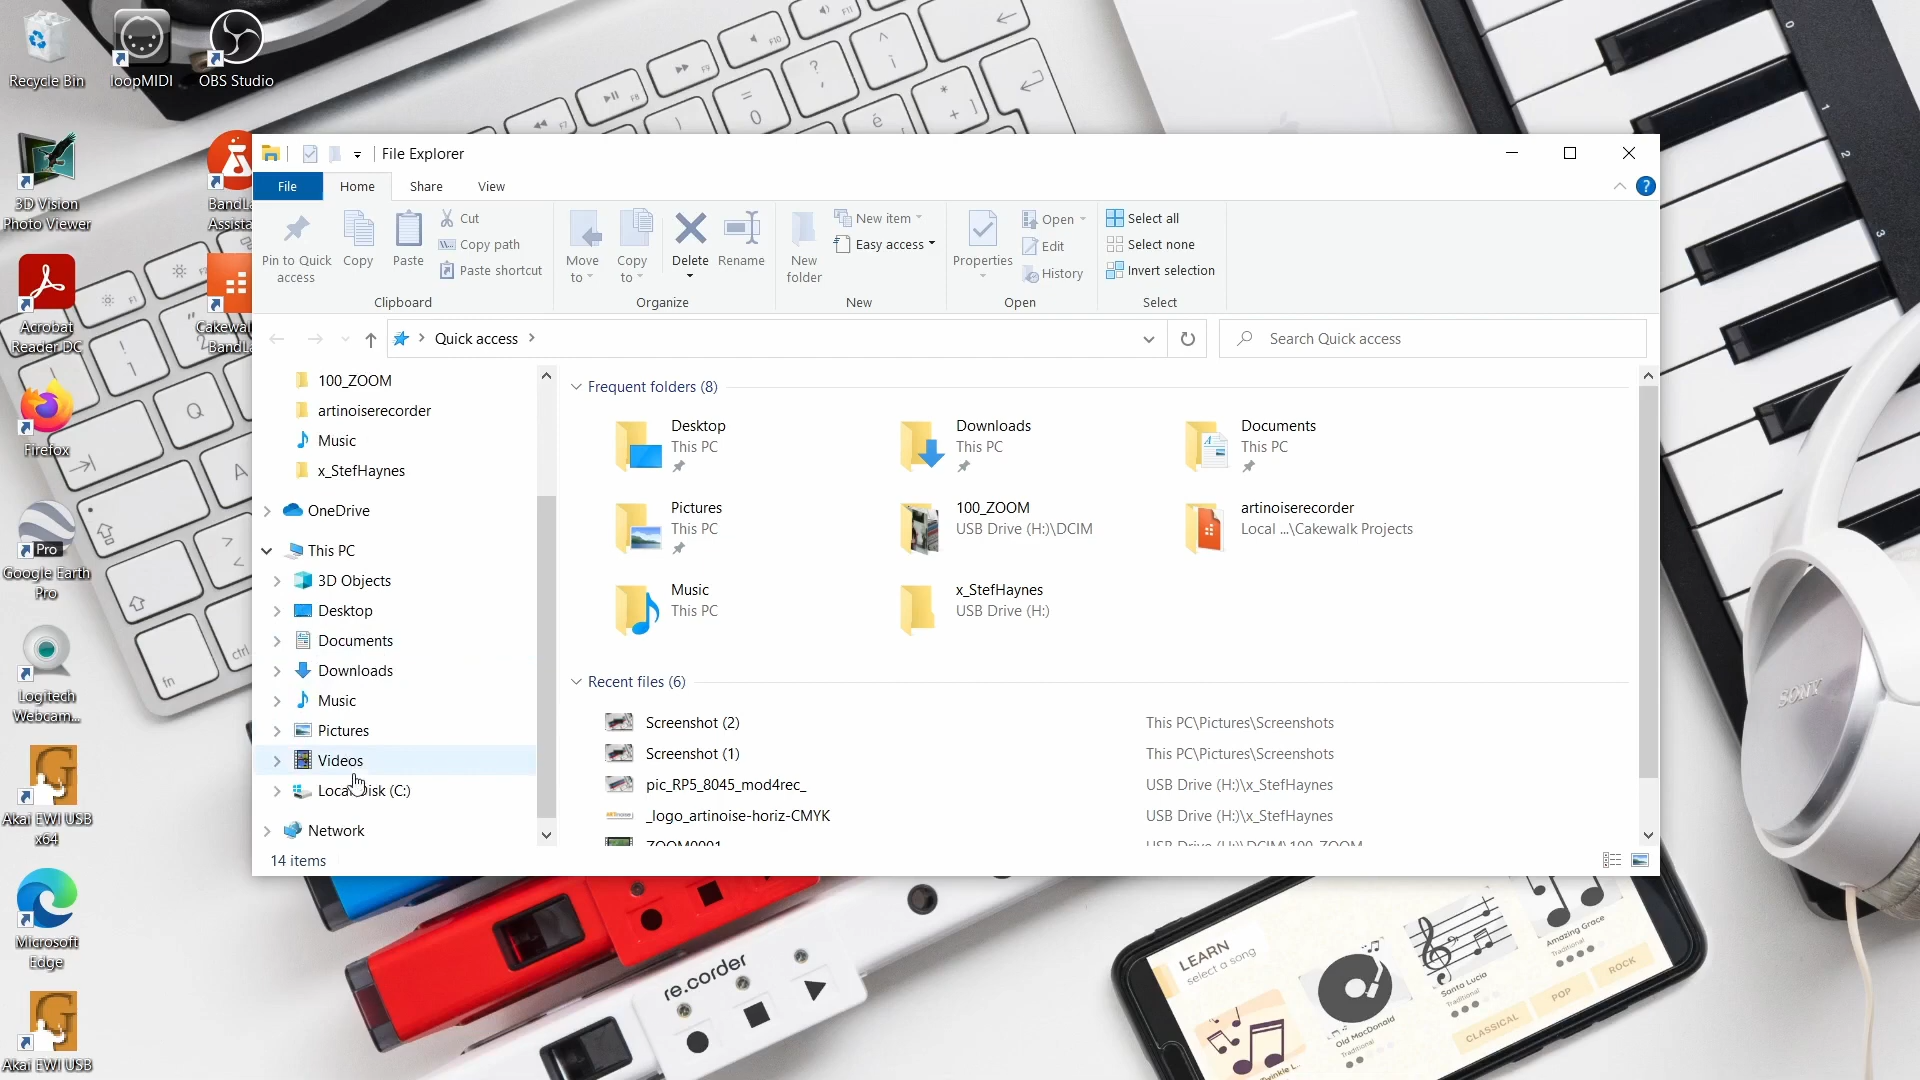 Recycle Bin
loopMIDI
OBS Studio
3D Vision
Photo Viewer
BandLa
Assista
Acrobat
Reader DC
Cakewalk
BandLa
Firefox
Pro
Google Earth
Pro
Logitech
Webcam...
Akai EWI USB
x64
Microsoft
Edge
Akai EWI USB
File Explorer
File
Home
Share
View
Pin to Quick
access
Copy
Paste
Cut
Copy path
Paste shortcut
Clipboard
Move
to
Copy
to
Delete
Rename
Organize
New
folder
New item
Easy access
New
Properties
Open
Edit
History
Open
Select all
Select none
Invert selection
Select
Quick access
Search Quick access
100_ZOOM
artinoiserecorder
Music
x_StefHaynes
OneDrive
This PC
3D Objects
Desktop
Documents
Downloads
Music
Pictures
Videos
Local Disk (C:)
Network
14 items
Frequent folders (8)
Desktop
This PC
Downloads
This PC
Documents
This PC
Pictures
This PC
100_ZOOM
USB Drive (H:)\DCIM
artinoiserecorder
Local ...\Cakewalk Projects
Music
This PC
x_StefHaynes
USB Drive (H:)
Recent files (6)
Screenshot (2) This PC\Pictures\Screenshots
Screenshot (1) This PC\Pictures\Screenshots
pic_RP5_8045_mod4rec_ USB Drive (H:)\x_StefHaynes
_logo_artinoise-horiz-CMYK USB Drive (H:)\x_StefHaynes
ZOOM0001 USB Drive (H:)\DCIM\100_ZOOM
re.corder
LEARN
select a song
Old MacDonald
Traditional
Santa Lucia
Traditional
Amazing Grace
Traditional
CLASSICAL
POP
ROCK
SONY
fn
ctrl
Q
A